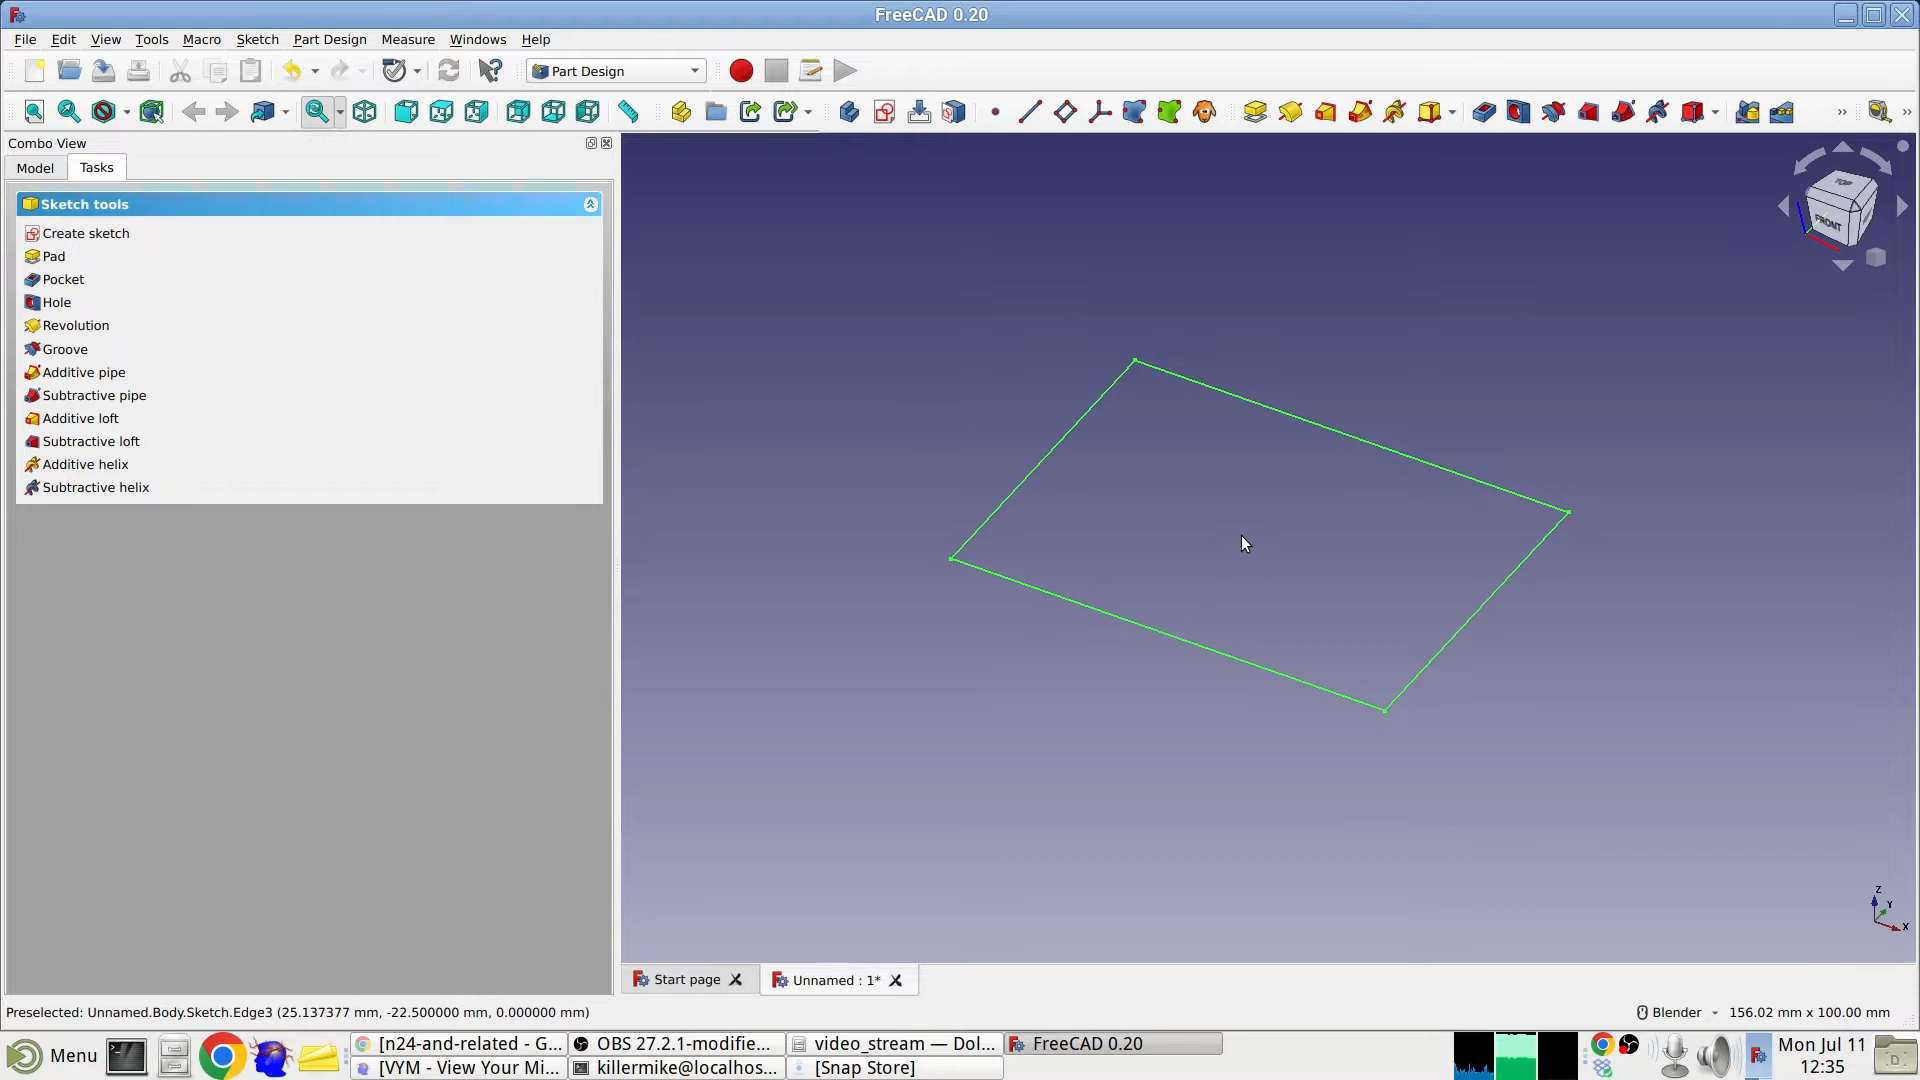 FreeCAD 0.20
File Edit View Tools Macro Sketch Part Design Measure Windows Help
Part Design
Combo View
Model Tasks
Sketch tools
Create sketch
Pad
Pocket
Hole
Revolution
Groove
Additive pipe
Subtractive pipe
Additive loft
Subtractive loft
Additive helix
Subtractive helix
TOP
FRONT
Z
Y
X
Start page Unnamed : 1*
Preselected: Unnamed.Body.Sketch.Edge3 (25.137377 mm, -22.500000 mm, 0.000000 mm) Blender 156.02 mm x 100.00 mm
Menu [n24-and-related - G... OBS 27.2.1-modifie... video_stream — Dol... FreeCAD 0.20 Mon Jul 11
[VYM - View Your Mi... killermike@localhos... [Snap Store] 12:35